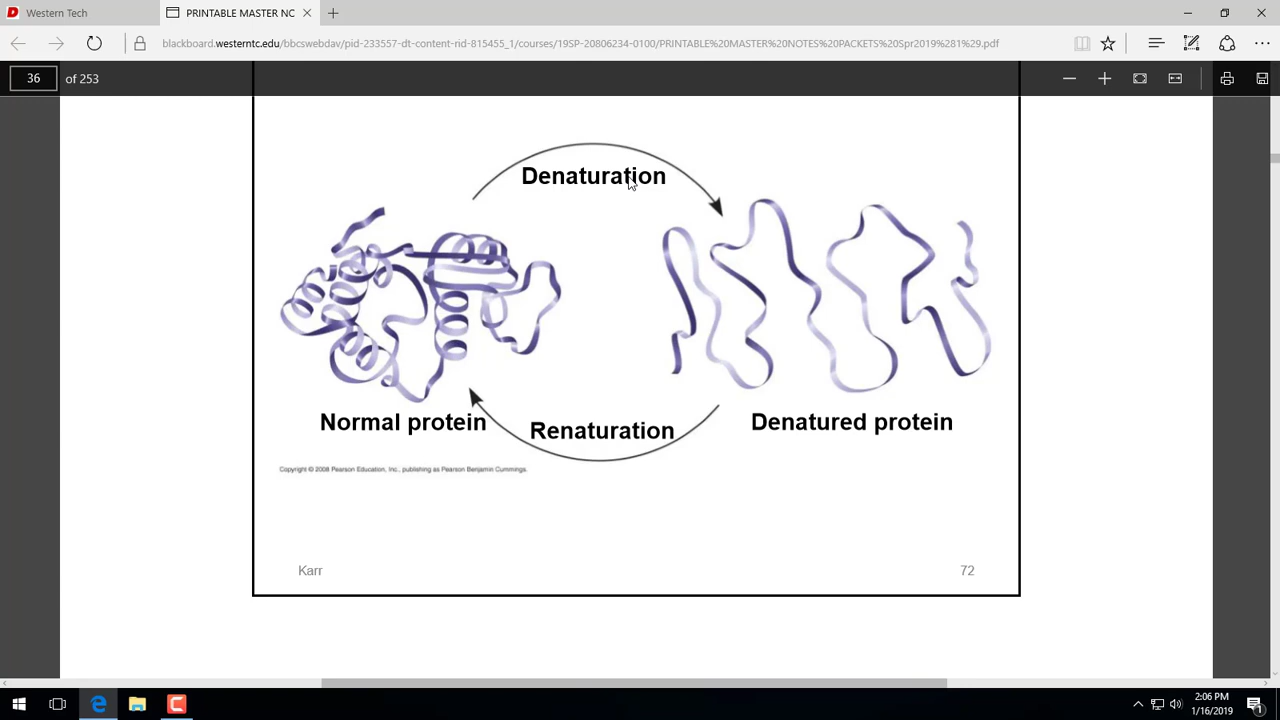 Western Tech
PRINTABLE MASTER NC
blackboard.westerntc.edu/bbcswebdav/pid-233557-dt-content-rid-815455_1/courses/19SP-20806234-0100/PRINTABLE%20MASTER%20NOTES%20PACKETS%20Spr2019%281%29.pdf
36 of 253
Denaturation
Normal protein
Renaturation
Denatured protein
Copyright © 2008 Pearson Education, Inc., publishing as Pearson Benjamin Cummings.
Karr
72
2:06 PM
1/16/2019